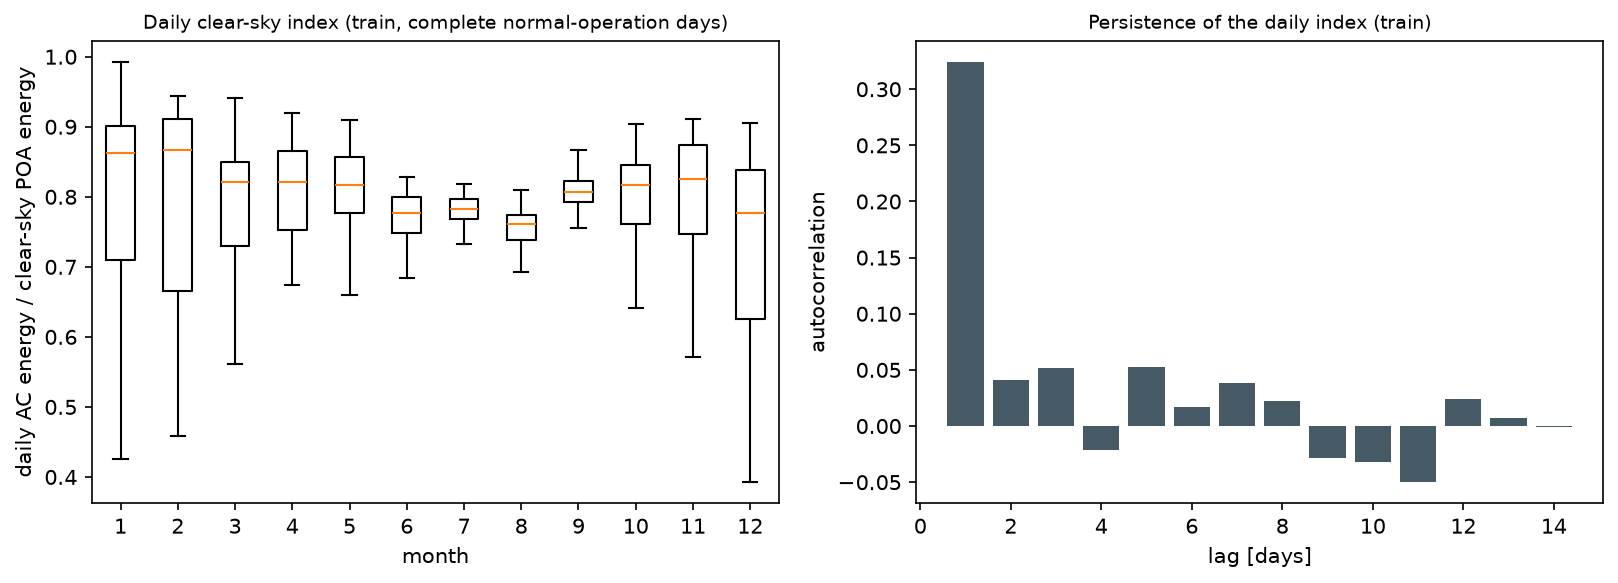 Daily clear-sky index (train, complete normal-operation days)
daily AC energy / clear-sky POA energy
1.0
0.9
0.8
0.7
0.6
0.5
0.4
1 2 3 4 5 6 7 8 9 10 11 12
month
Persistence of the daily index (train)
autocorrelation
0.30
0.25
0.20
0.15
0.10
0.05
0.00
−0.05
0 2 4 6 8 10 12 14
lag [days]